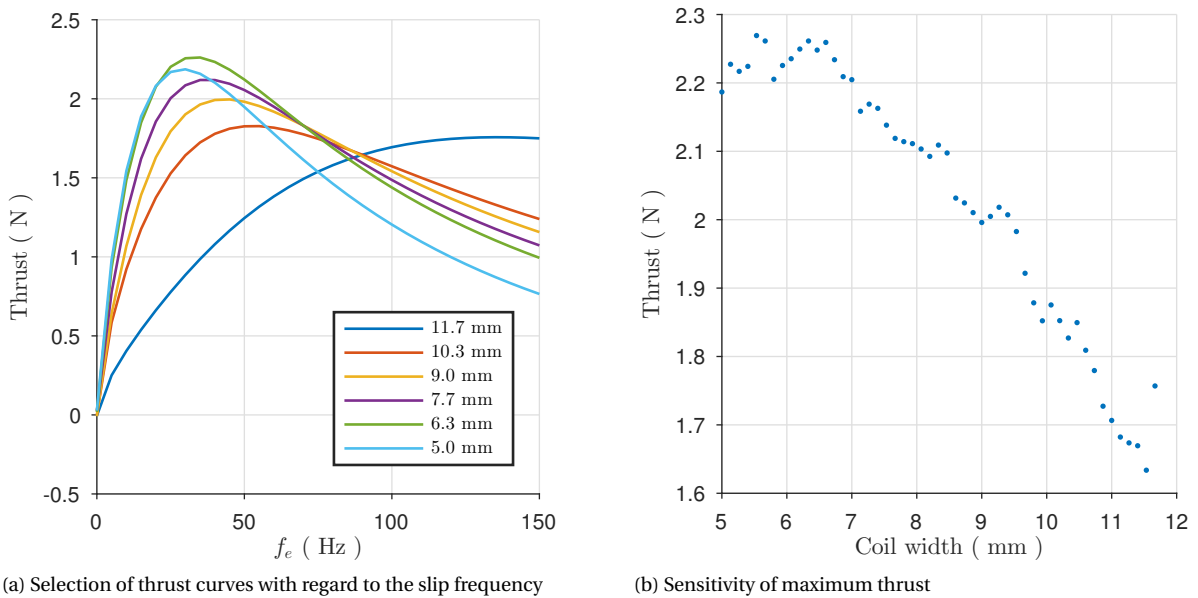 2.5
2
1.5
1
0.5
0
-0.5
Thrust ( N )
0 50 100 150
f_e ( Hz )
11.7 mm
10.3 mm
9.0 mm
7.7 mm
6.3 mm
5.0 mm
(a) Selection of thrust curves with regard to the slip frequency
2.3
2.2
2.1
2
1.9
1.8
1.7
1.6
Thrust ( N )
5 6 7 8 9 10 11 12
Coil width ( mm )
(b) Sensitivity of maximum thrust